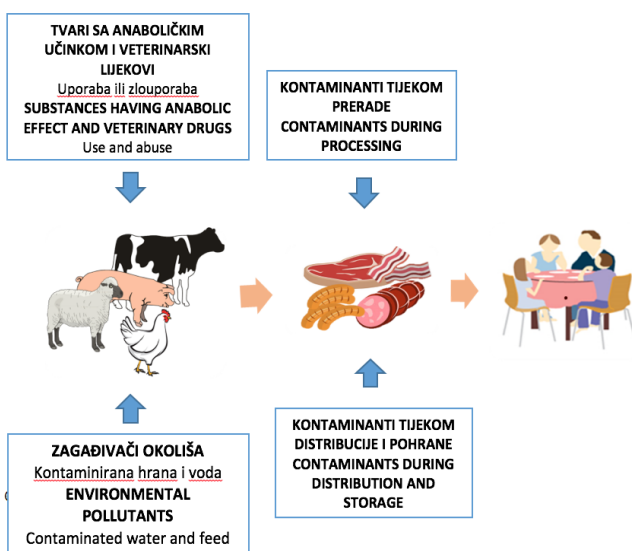 TVARI SA ANABOLIČKIM
UČINKOM I VETERINARSKI
LIJEKOVI
Uporaba ili zlouporaba
SUBSTANCES HAVING ANABOLIC
EFFECT AND VETERINARY DRUGS
Use and abuse
KONTAMINANTI TIJEKOM
PRERADE
CONTAMINANTS DURING
PROCESSING
ZAGAĐIVAČI OKOLIŠA
Kontaminirana hrana i voda
ENVIRONMENTAL
POLLUTANTS
Contaminated water and feed
KONTAMINANTI TIJEKOM
DISTRIBUCIJE I POHRANE
CONTAMINANTS DURING
DISTRIBUTION AND
STORAGE